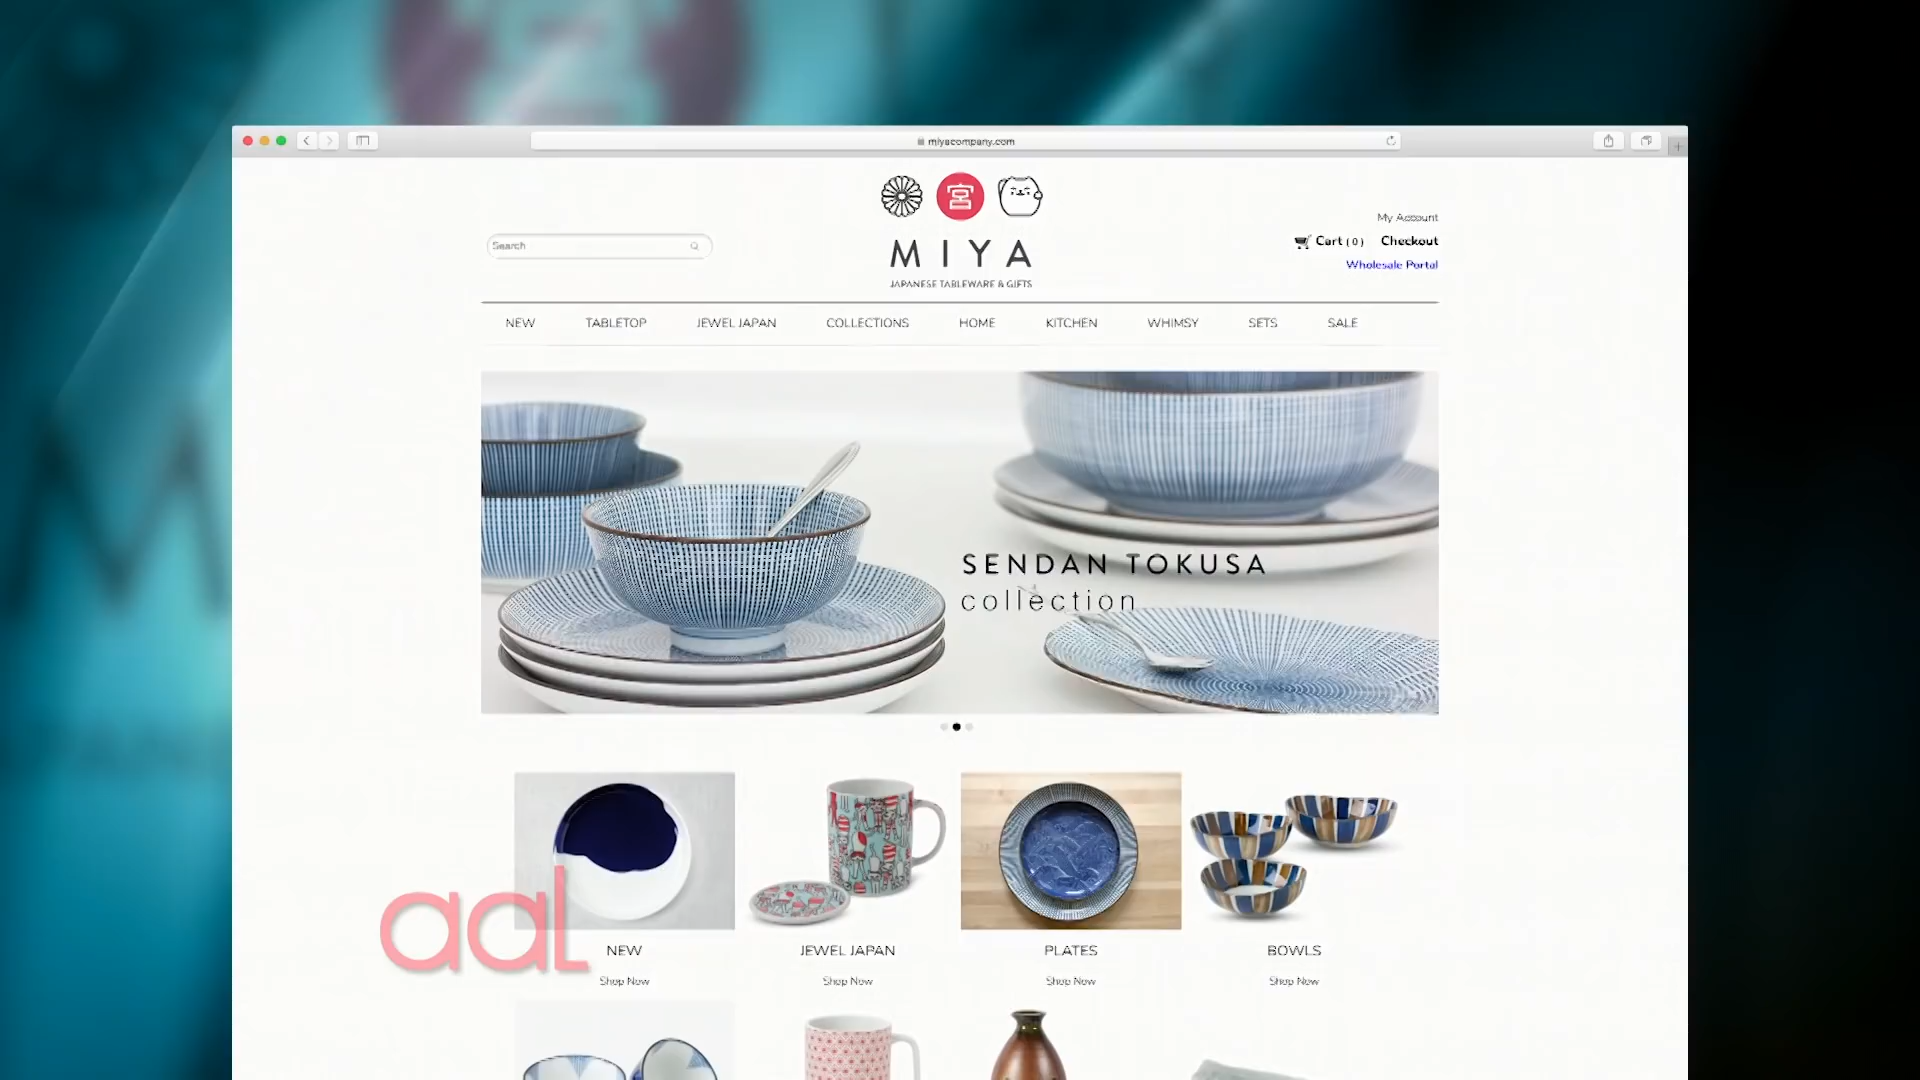 miyacompany.com
宮
My Account
Search
Cart (0) Checkout
MIYA
Wholesale Portal
JAPANESE TABLEWARE & GIFTS
NEW TABLETOP JEWEL JAPAN COLLECTIONS HOME KITCHEN WHIMSY SETS SALE
SENDAN TOKUSA
collection
aal
NEW JEWEL JAPAN PLATES BOWLS
Shop Now Shop Now Shop Now Shop Now